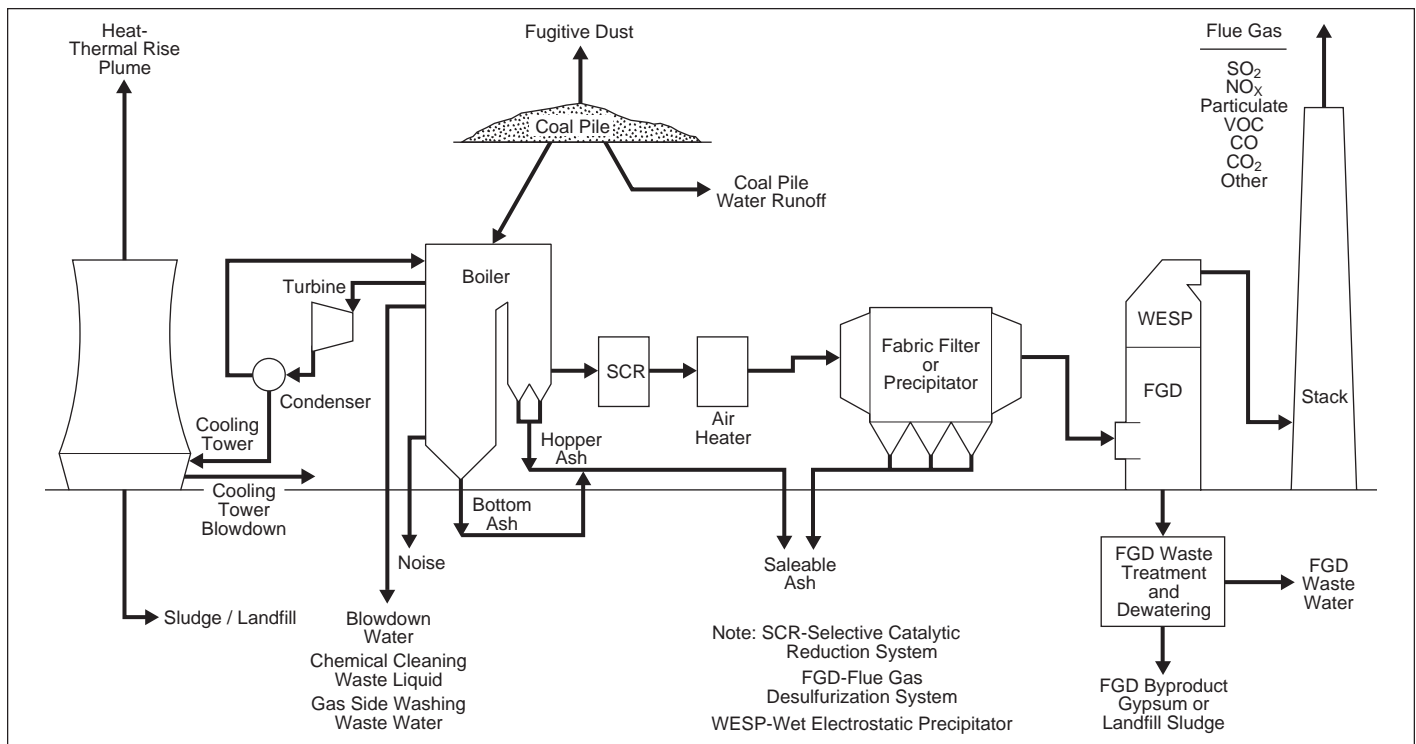 Heat-
Thermal Rise
Plume
Fugitive Dust
Coal Pile
Coal Pile
Water Runoff
Flue Gas
SO2
NOX
Particulate
VOC
CO
CO2
Other
Boiler
Turbine
Condenser
Cooling
Tower
Cooling
Tower
Blowdown
SCR
Air
Heater
Fabric Filter
or
Precipitator
WESP
FGD
Stack
Hopper
Ash
Bottom
Ash
Noise
Saleable
Ash
Sludge / Landfill
Blowdown
Water
Chemical Cleaning
Waste Liquid
Gas Side Washing
Waste Water
FGD Waste
Treatment
and
Dewatering
FGD
Waste
Water
FGD Byproduct
Gypsum or
Landfill Sludge
Note: SCR-Selective Catalytic
Reduction System
FGD-Flue Gas
Desulfurization System
WESP-Wet Electrostatic Precipitator